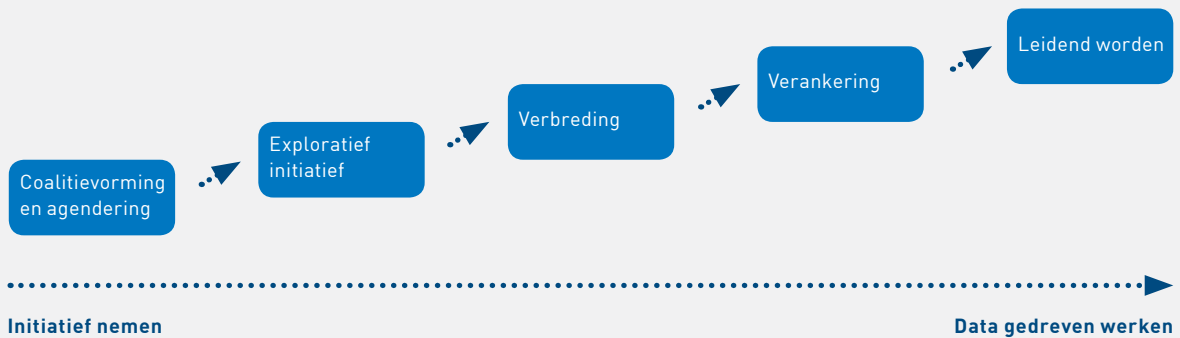 Coalitievorming
en agendering
Exploratief
initiatief
Verbreding
Verankering
Leidend worden
Initiatief nemen
Data gedreven werken